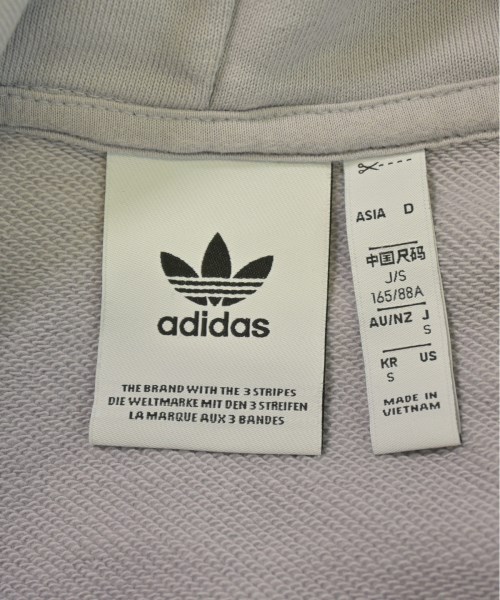 adidas
THE BRAND WITH THE 3 STRIPES
DIE WELTMARKE MIT DEN 3 STREIFEN
LA MARQUE AUX 3 BANDES
ASIA D
中国尺码
J/S
165/88A
AU/NZ J
S
KR US
S
MADE IN
VIETNAM